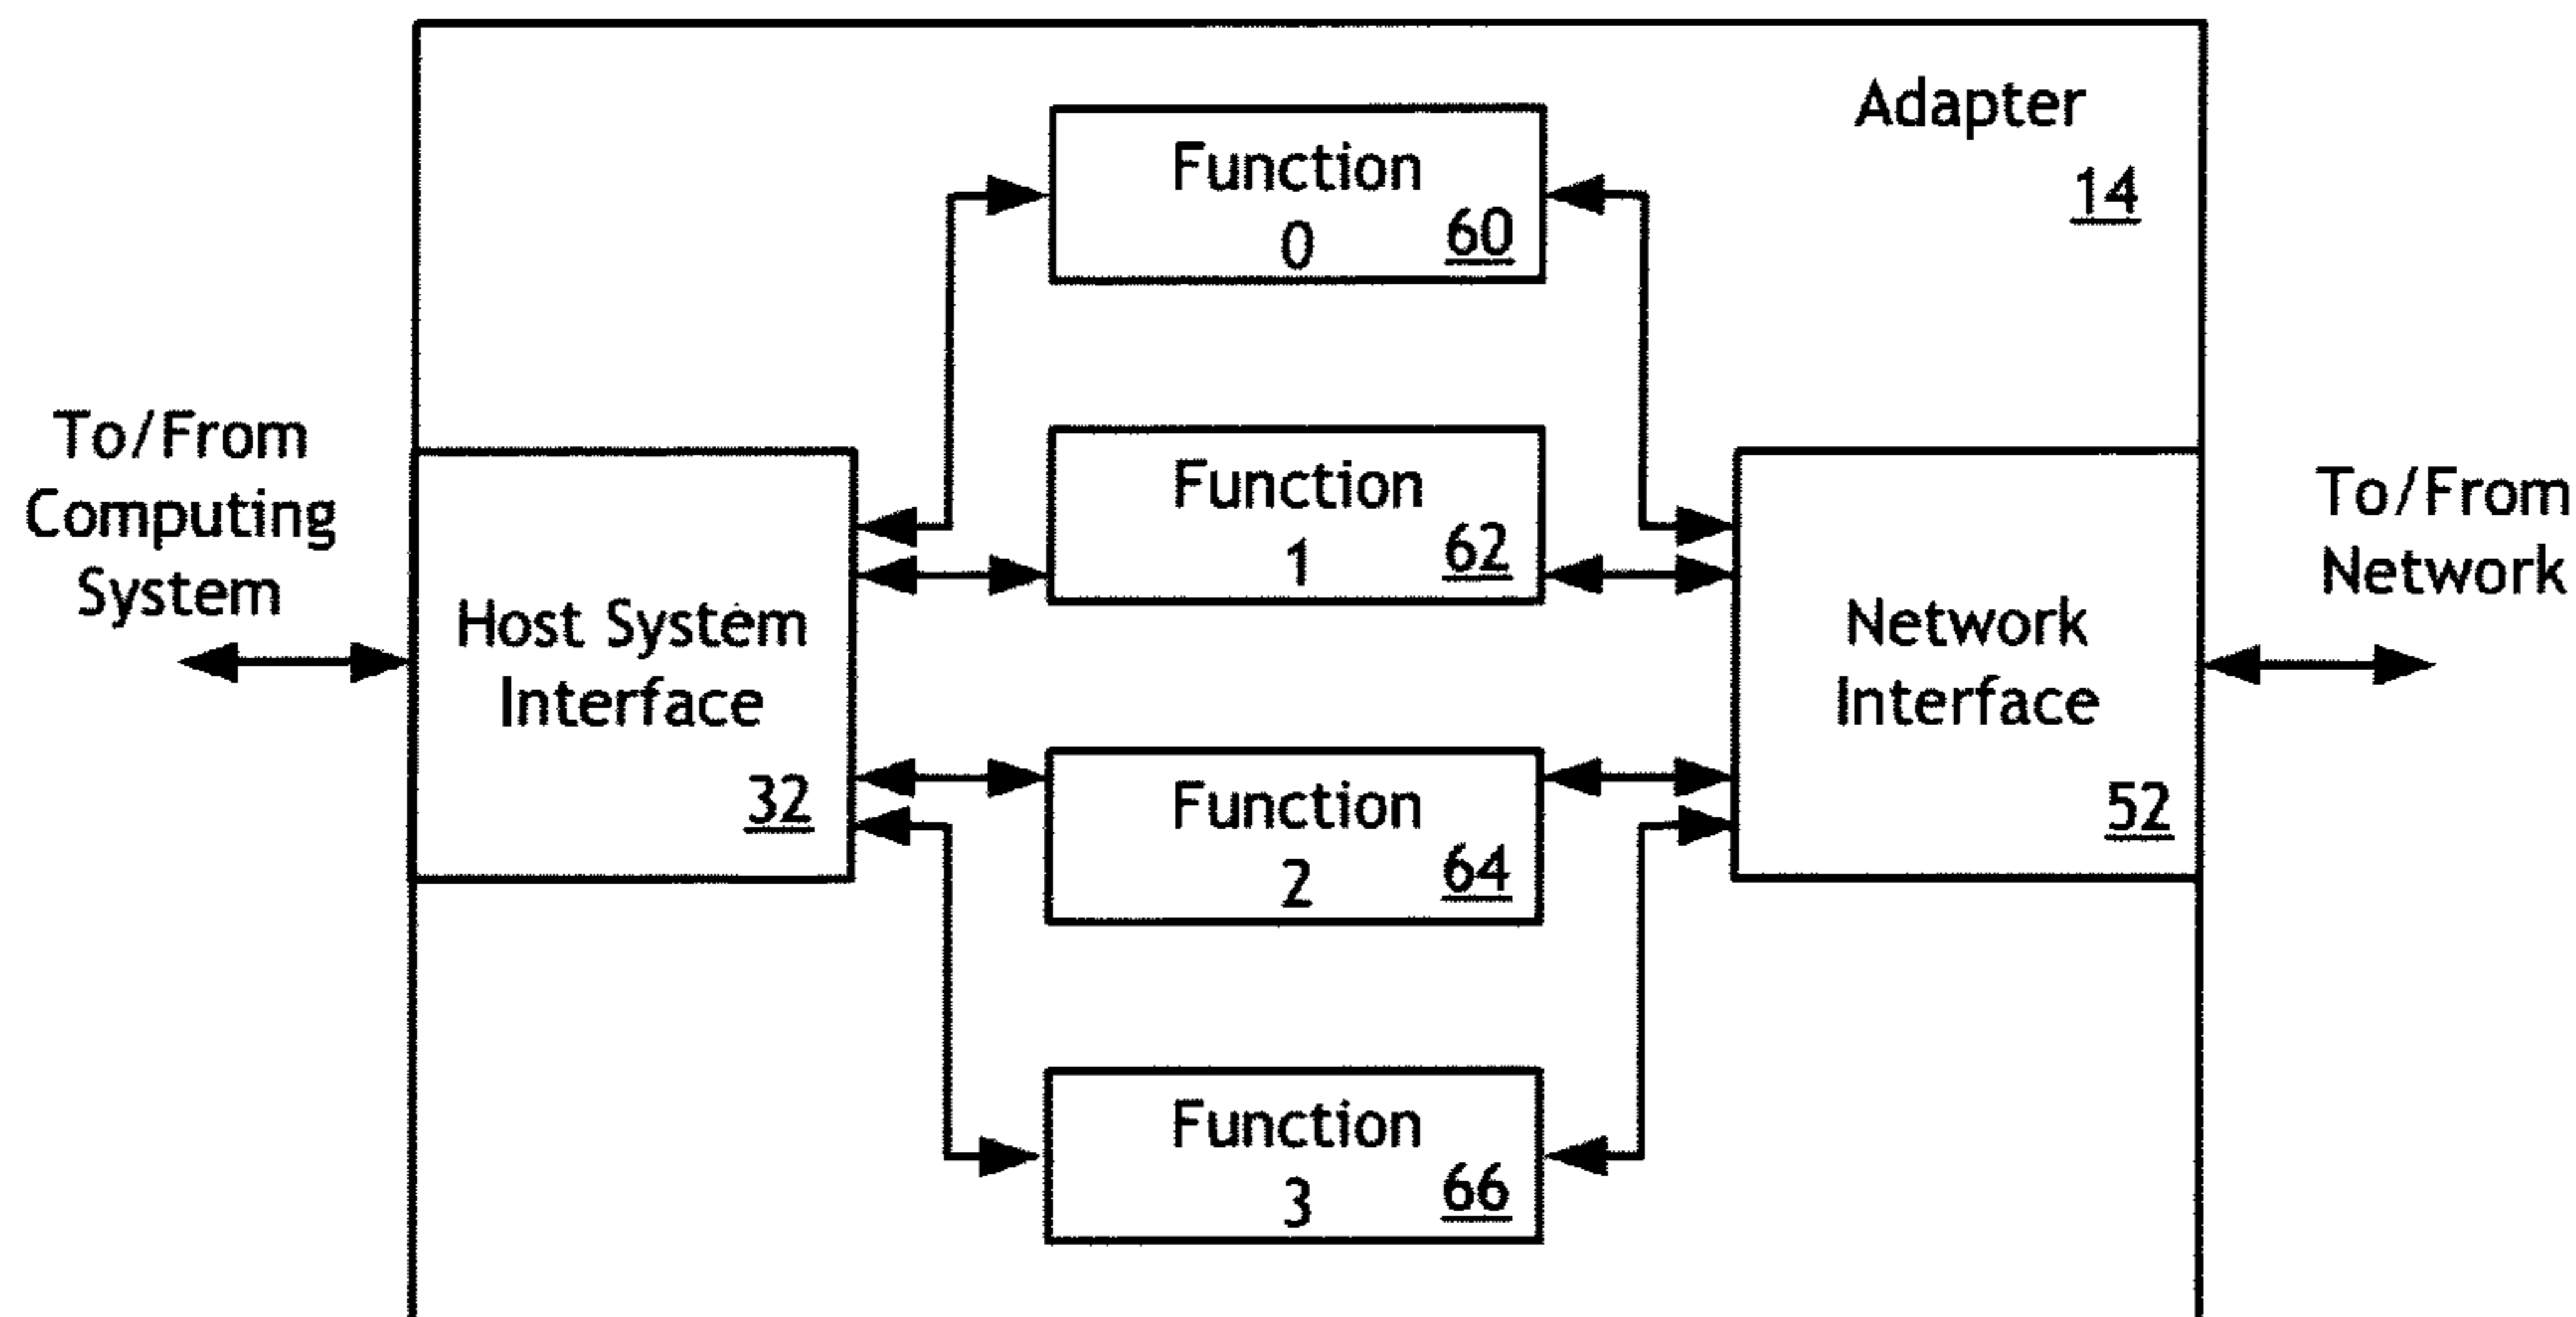 Adapter
14
Function
0
60
To/From
Computing
System
Function
1
62
To/From
Network
Host System
Interface
32
Network
Interface
52
Function
2
64
Function
3
66